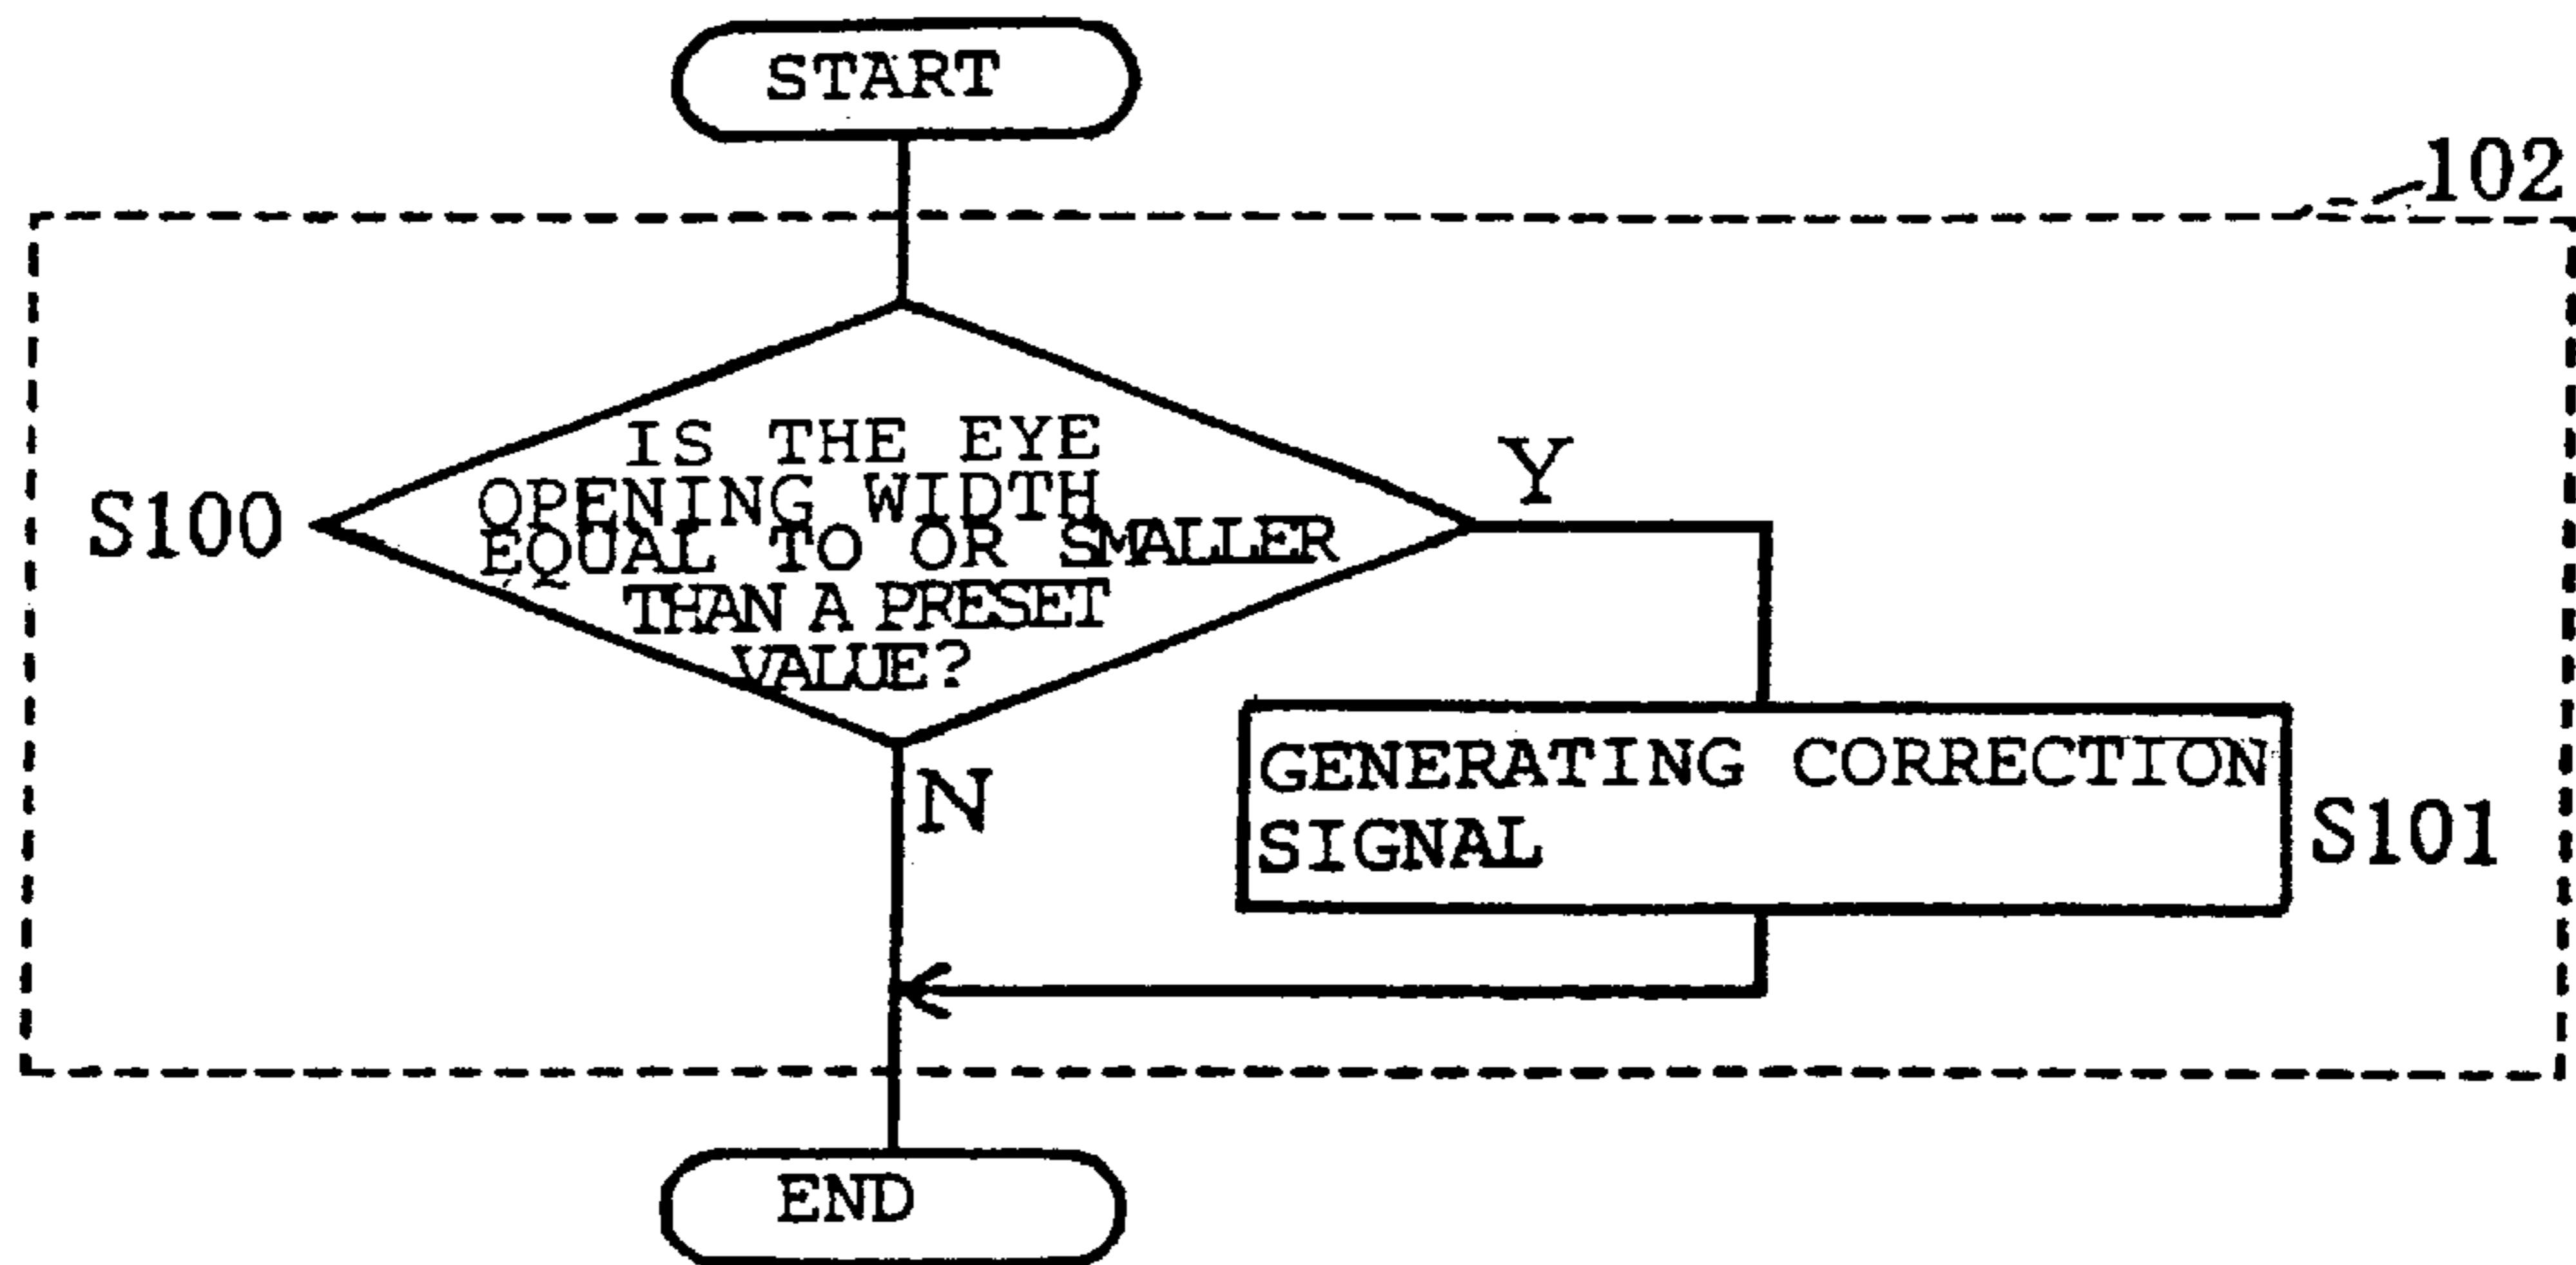 START
102
IS THE EYE
OPENING WIDTH
EQUAL TO OR SMALLER
THAN A PRESET
VALUE?
S100
Y
N
GENERATING CORRECTION
SIGNAL
S101
END